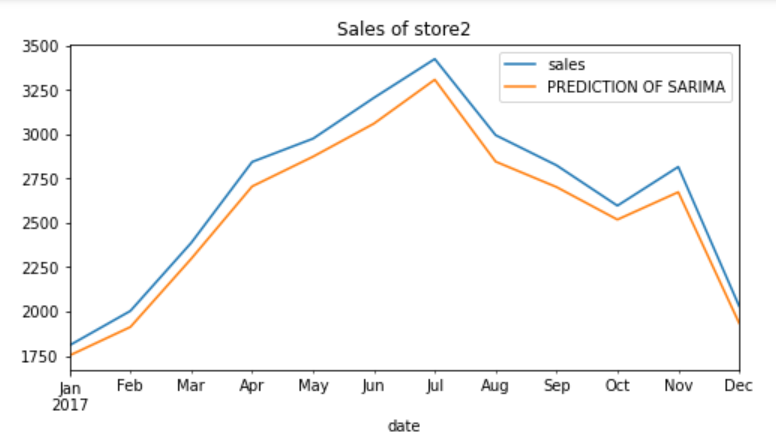 Sales of store2
sales
PREDICTION OF SARIMA
3500
3250
3000
2750
2500
2250
2000
1750
Jan Feb Mar Apr May Jun Jul Aug Sep Oct Nov Dec
2017
date